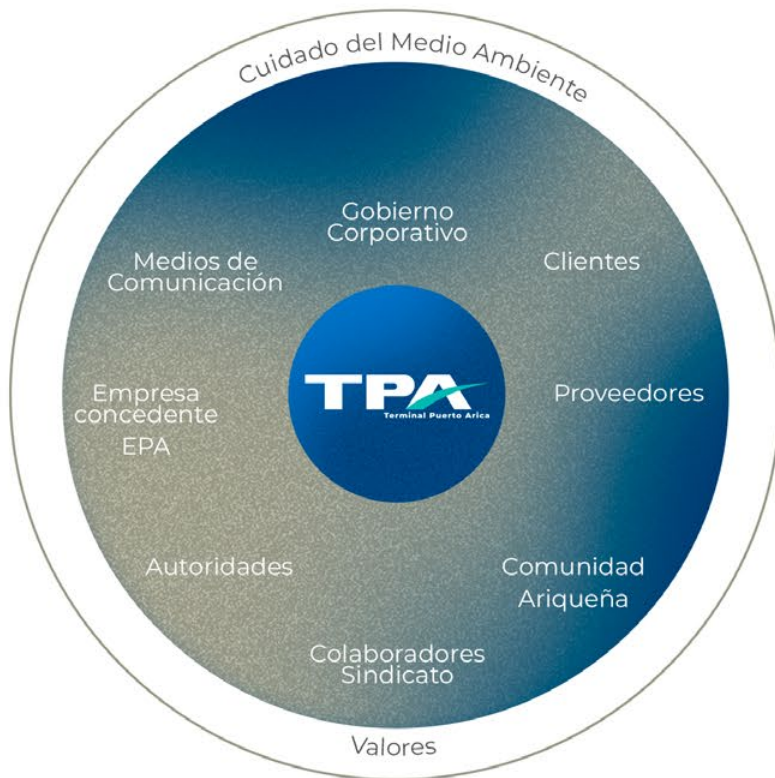 Cuidado del Medio Ambiente
Gobierno
Corporativo
Medios de
Comunicación
Clientes
TPA
Terminal Puerto Arica
Empresa
concedente
EPA
Proveedores
Autoridades
Comunidad
Ariqueña
Colaboradores
Sindicato
Valores